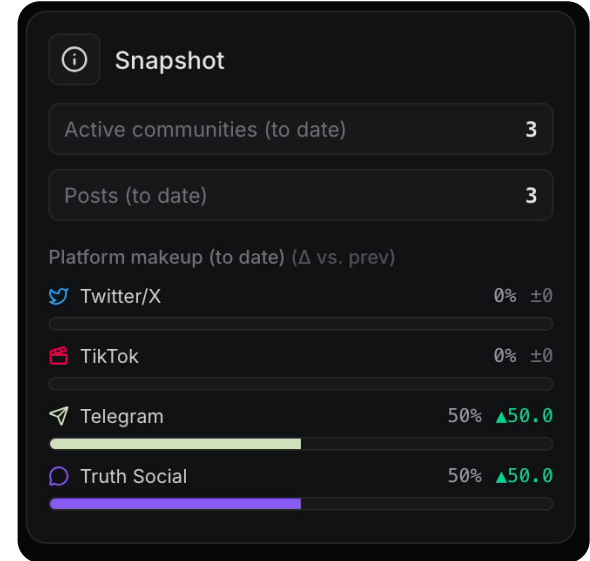 Snapshot
Active communities (to date) 3
Posts (to date) 3
Platform makeup (to date) (Δ vs. prev)
Twitter/X 0% ±0
TikTok 0% ±0
Telegram 50% ▲50.0
Truth Social 50% ▲50.0